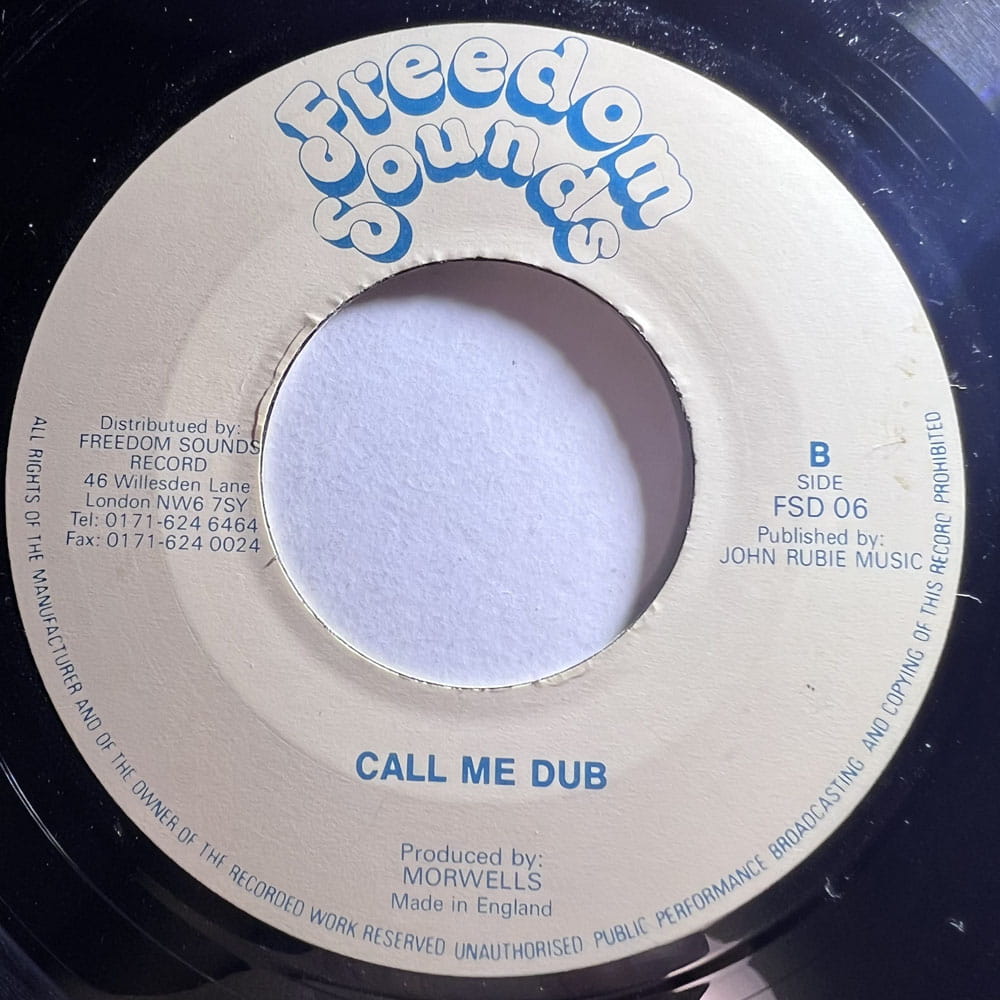 Freedom
Sounds
Distributued by:
FREEDOM SOUNDS
RECORD
46 Willesden Lane
London NW6 7SY
Tel: 0171-624 6464
Fax: 0171-624 0024
B
SIDE
FSD 06
Published by:
JOHN RUBIE MUSIC
CALL ME DUB
Produced by:
MORWELLS
Made in England
ALL RIGHTS OF THE MANUFACTURER AND OF THE OWNER OF THE RECORDED WORK RESERVED UNAUTHORISED PUBLIC PERFORMANCE BROADCASTING AND COPYING OF THIS RECORD PROHIBITED